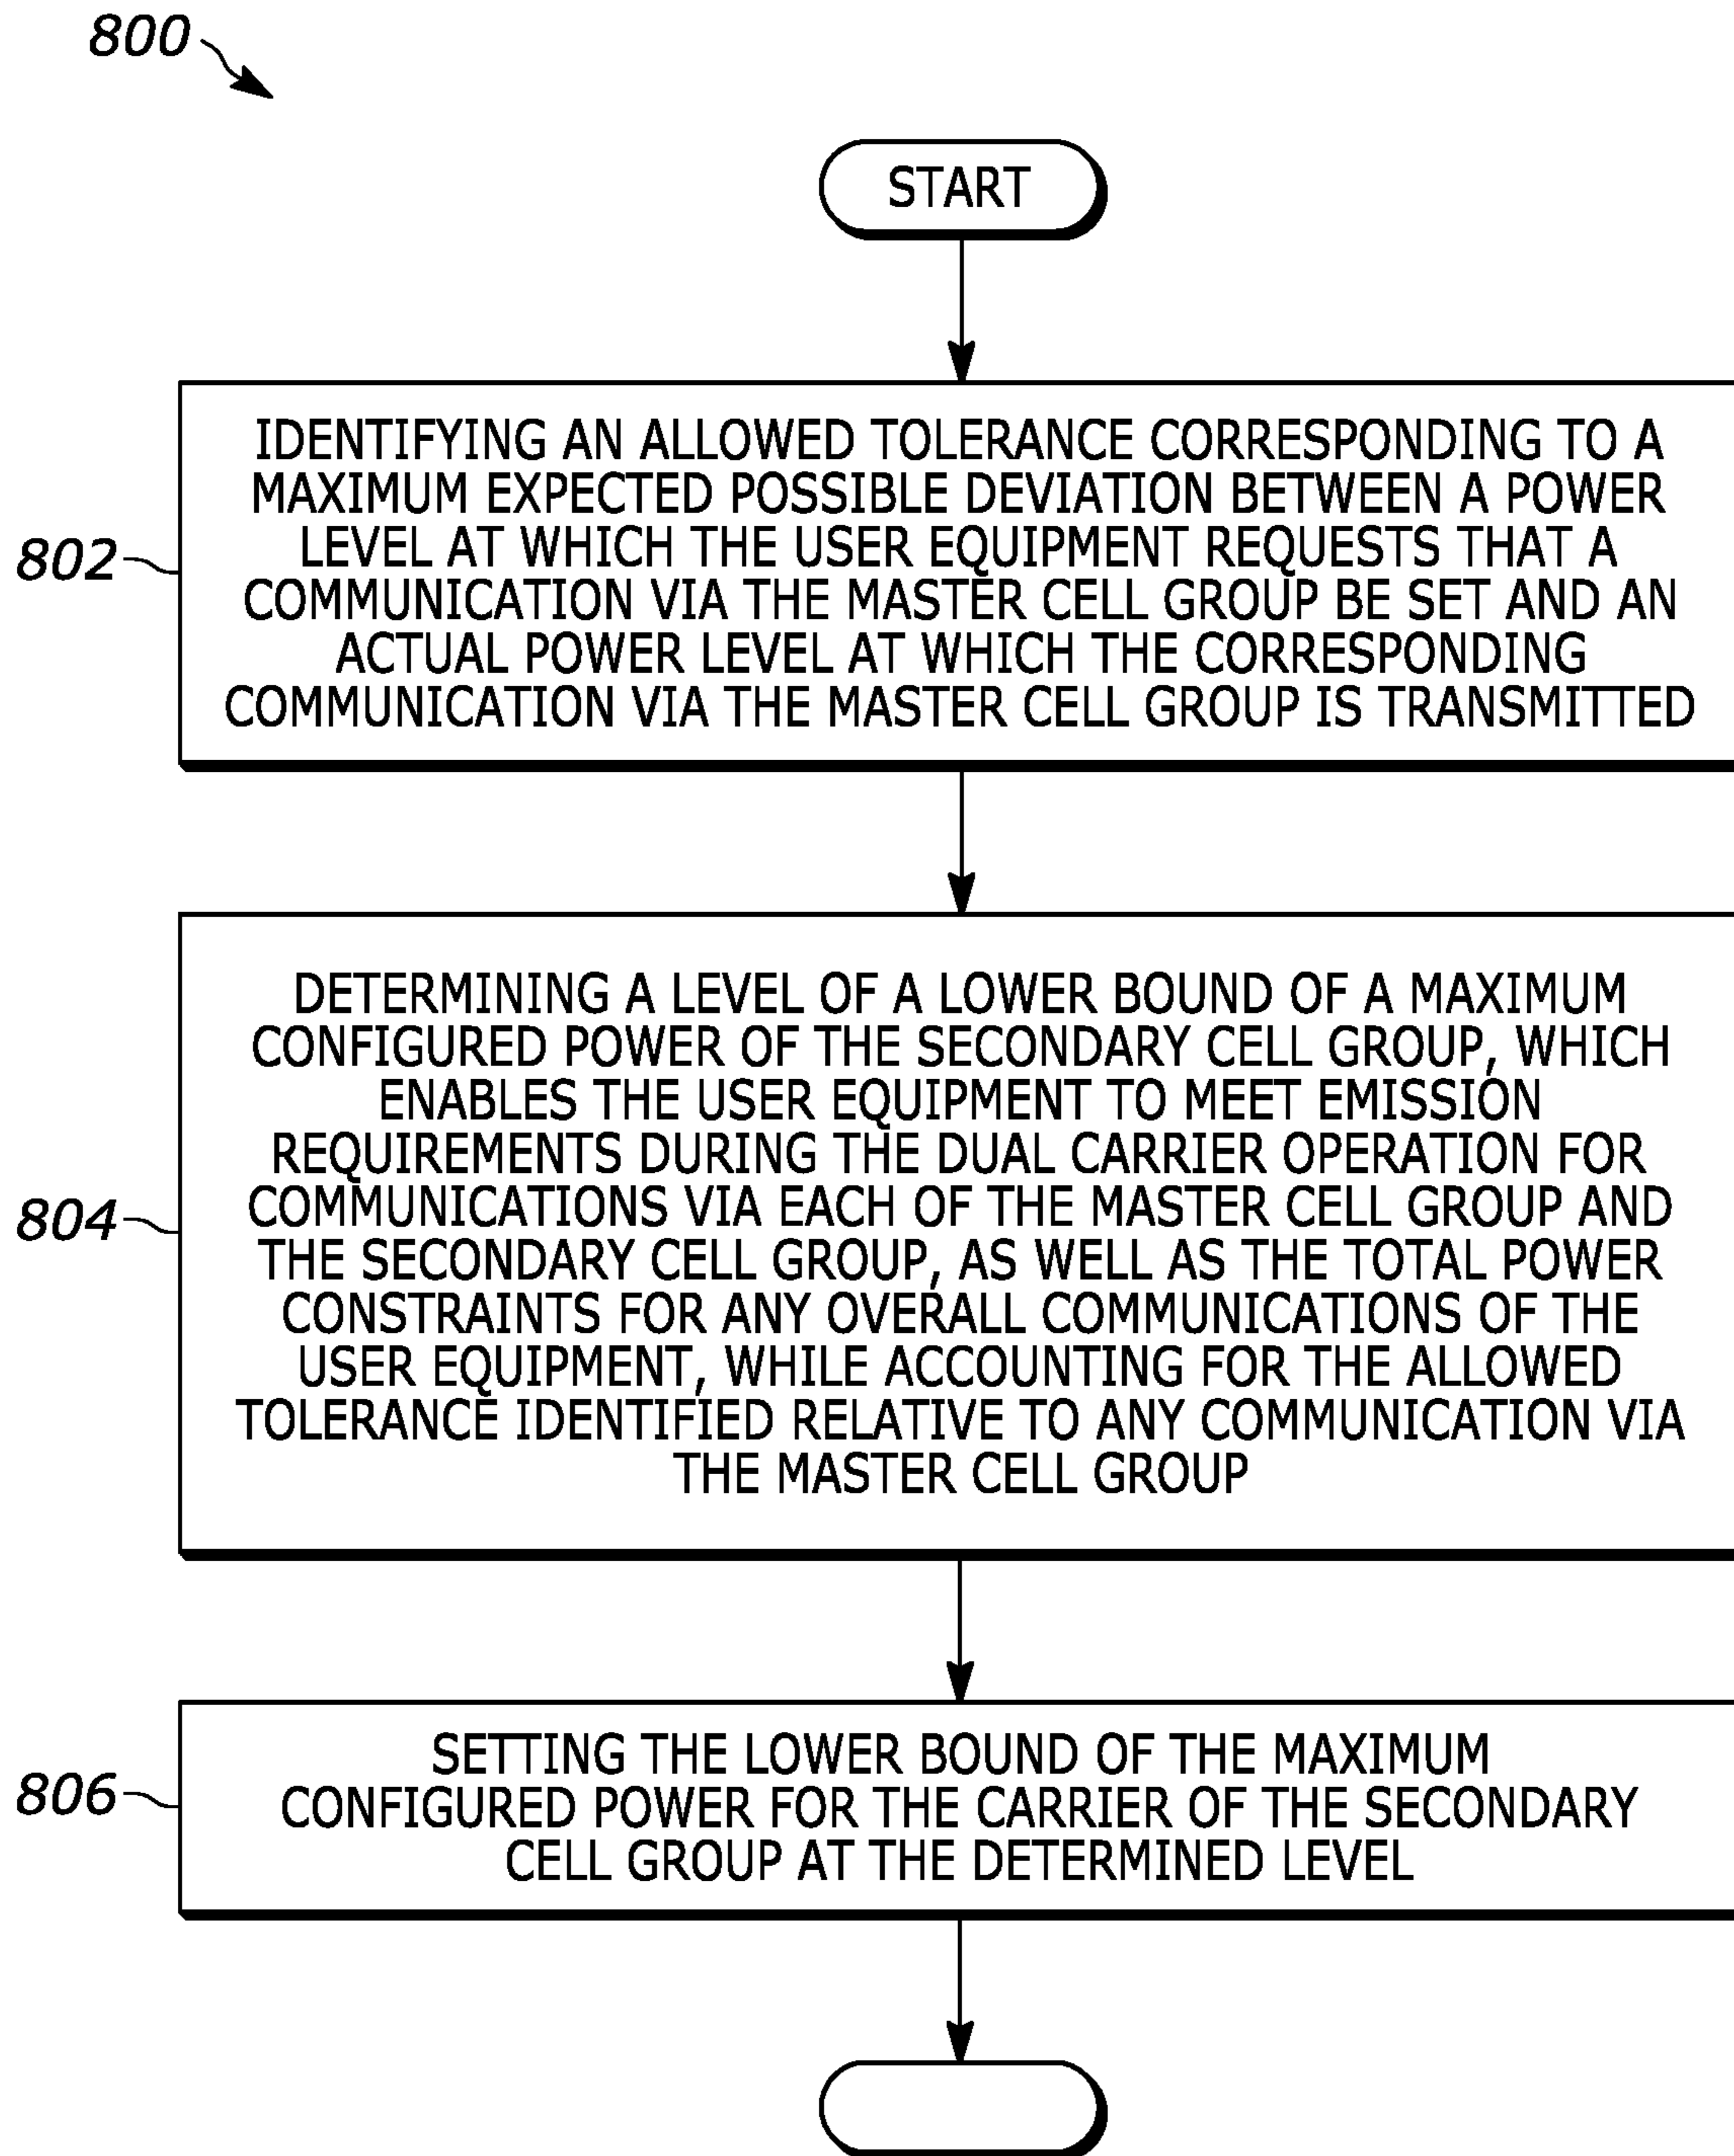 800
START
802
IDENTIFYING AN ALLOWED TOLERANCE CORRESPONDING TO A
MAXIMUM EXPECTED POSSIBLE DEVIATION BETWEEN A POWER
LEVEL AT WHICH THE USER EQUIPMENT REQUESTS THAT A
COMMUNICATION VIA THE MASTER CELL GROUP BE SET AND AN
ACTUAL POWER LEVEL AT WHICH THE CORRESPONDING
COMMUNICATION VIA THE MASTER CELL GROUP IS TRANSMITTED
804
DETERMINING A LEVEL OF A LOWER BOUND OF A MAXIMUM
CONFIGURED POWER OF THE SECONDARY CELL GROUP, WHICH
ENABLES THE USER EQUIPMENT TO MEET EMISSION
REQUIREMENTS DURING THE DUAL CARRIER OPERATION FOR
COMMUNICATIONS VIA EACH OF THE MASTER CELL GROUP AND
THE SECONDARY CELL GROUP, AS WELL AS THE TOTAL POWER
CONSTRAINTS FOR ANY OVERALL COMMUNICATIONS OF THE
USER EQUIPMENT, WHILE ACCOUNTING FOR THE ALLOWED
TOLERANCE IDENTIFIED RELATIVE TO ANY COMMUNICATION VIA
THE MASTER CELL GROUP
806
SETTING THE LOWER BOUND OF THE MAXIMUM
CONFIGURED POWER FOR THE CARRIER OF THE SECONDARY
CELL GROUP AT THE DETERMINED LEVEL